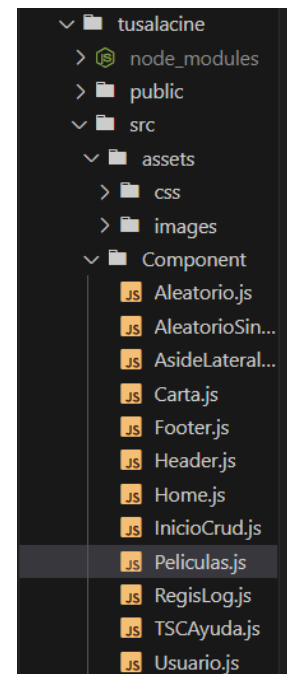 tusalacine
node_modules
public
src
assets
css
images
Component
JS Aleatorio.js
JS AleatorioSin...
JS AsideLateral...
JS Carta.js
JS Footer.js
JS Header.js
JS Home.js
JS InicioCrud.js
JS Peliculas.js
JS RegisLog.js
JS TSCAyuda.js
JS Usuario.js